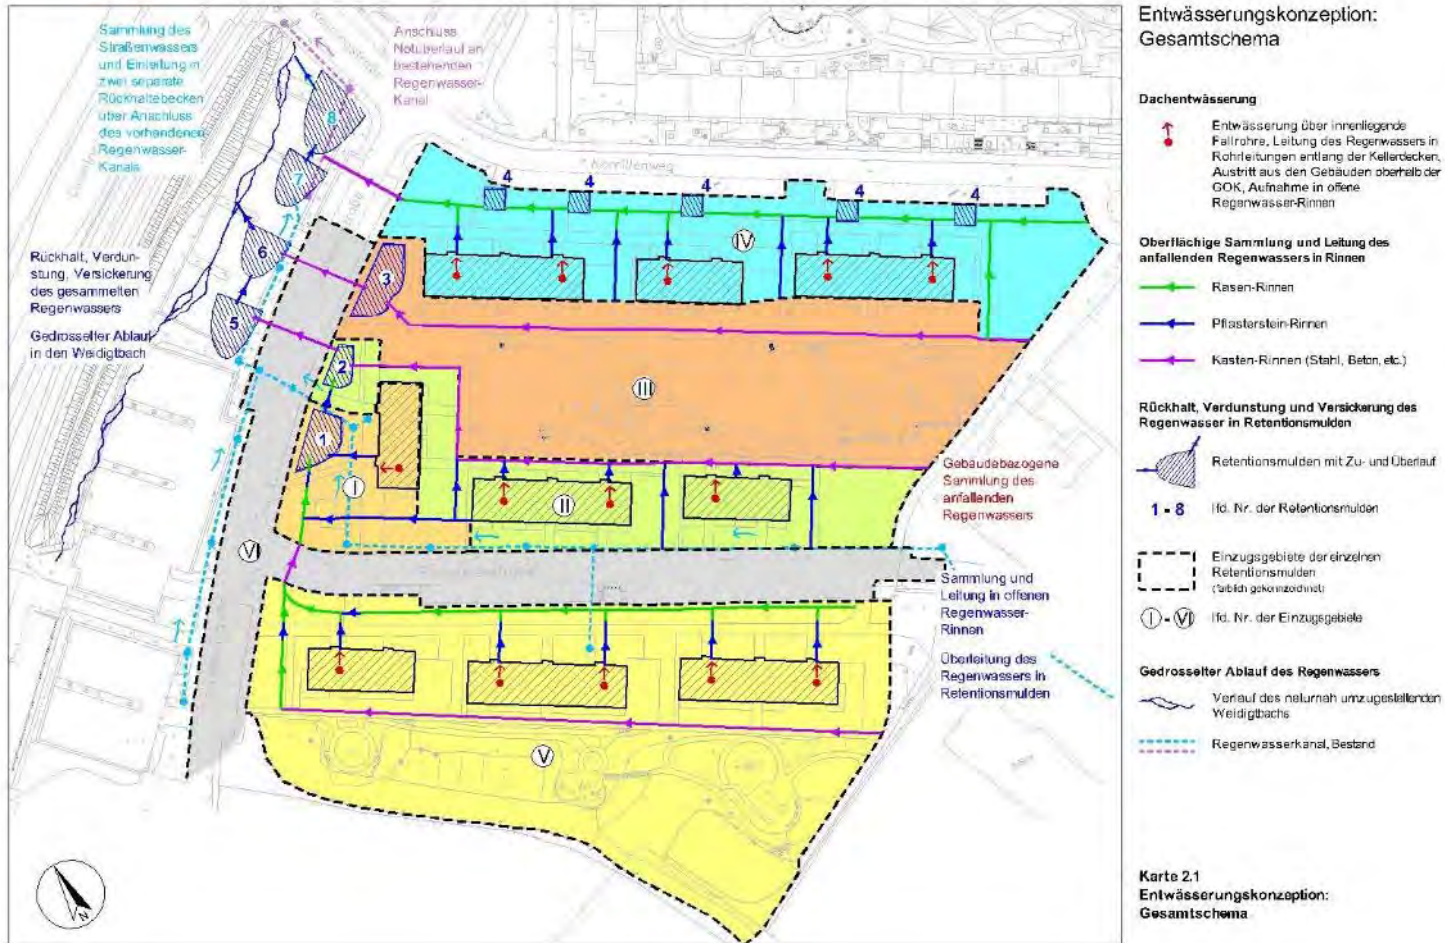 Entwässerungskonzeption:
Gesamtschema
Dachentwässerung
Entwässerung über innenliegende
Fallrohre, Leitung des Regenwassers in
Rohrleitungen entlang der Kellerdecken,
Austritt aus den Gebäuden oberhalb der
GOK, Aufnahme in offene
Regenwasser-Rinnen
Oberflächige Sammlung und Leitung des
anfallenden Regenwassers in Rinnen
Rasen-Rinnen
Pflasterstein-Rinnen
Kasten-Rinnen (Stahl, Beton, etc.)
Rückhalt, Verdunstung und Versickerung des
Regenwasser in Retentionsmulden
Retentionsmulden mit Zu- und Überlauf
1 - 8 lfd. Nr. der Retentionsmulden
Einzugsgebiete der einzelnen
Retentionsmulden
(farblich gekennzeichnet)
I - VI lfd. Nr. der Einzugsgebiete
Gedrosselter Ablauf des Regenwassers
Verlauf des naturnah umzugestaltenden
Weidigtbachs
Regenwasserkanal, Bestand
Karte 2.1
Entwässerungskonzeption:
Gesamtschema
Sammlung des
Straßenwassers
und Einleitung in
zwei separate
Rückhaltebecken
über Anschluss
des vorhandenen
Regenwasser-
Kanals
Anschluss
Notüberlauf an
bestehenden
Regenwasser-
Kanal
Rückhalt, Verdun-
stung, Versickerung
des gesammelten
Regenwassers
Gedrosselter Ablauf
in den Weidigtbach
Gebäudebezogene
Sammlung des
anfallenden
Regenwassers
Sammlung und
Leitung in offenen
Regenwasser-
Rinnen
Überleitung des
Regenwassers in
Retentionsmulden
8
7
6
5
4
4
4
4
4
3
2
1
IV
III
II
I
VI
V
N